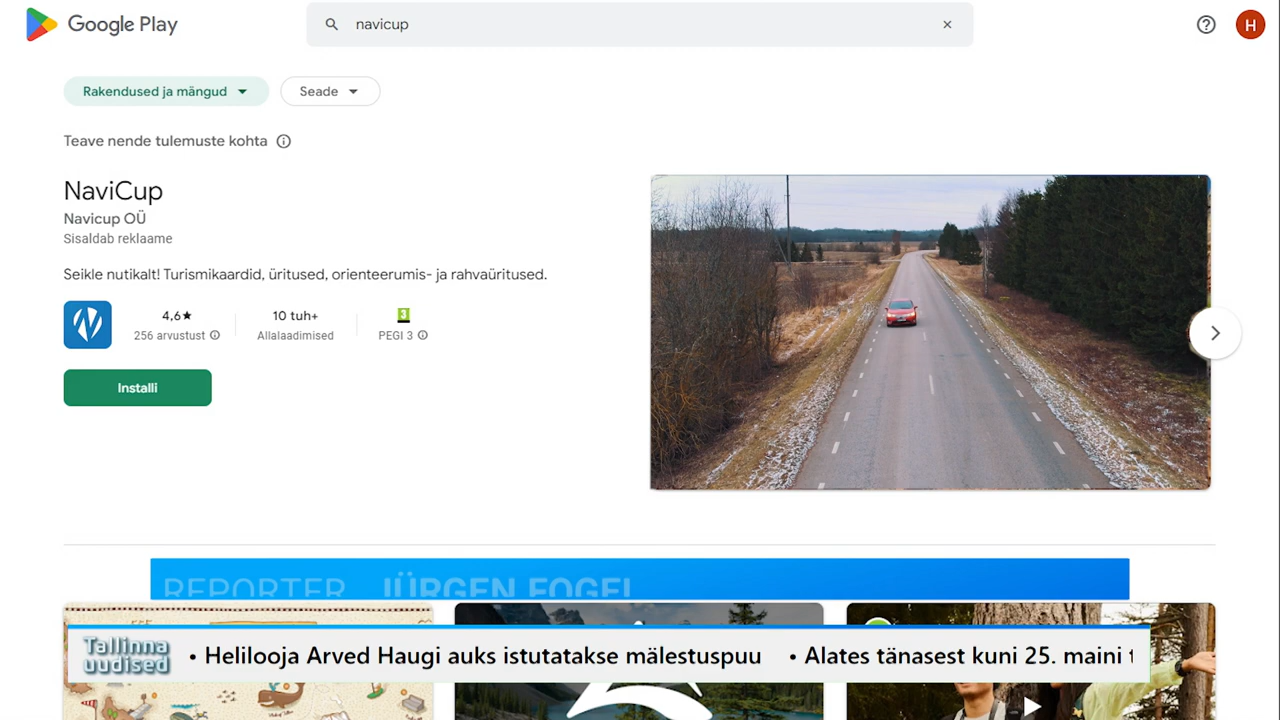 Google Play
navicup
H
Rakendused ja mängud
Seade
Teave nende tulemuste kohta
NaviCup
Navicup OÜ
Sisaldab reklaame
Seikle nutikalt! Turismikaardid, üritused, orienteerumis- ja rahvaüritused.
4,6★
256 arvustust
10 tuh+
Allalaadimised
3
PEGI 3
Installi
REPORTER JÜRGEN FOGEL
Tallinna uudised
• Helilooja Arved Haugi auks istutatakse mälestuspuu • Alates tänasest kuni 25. maini t